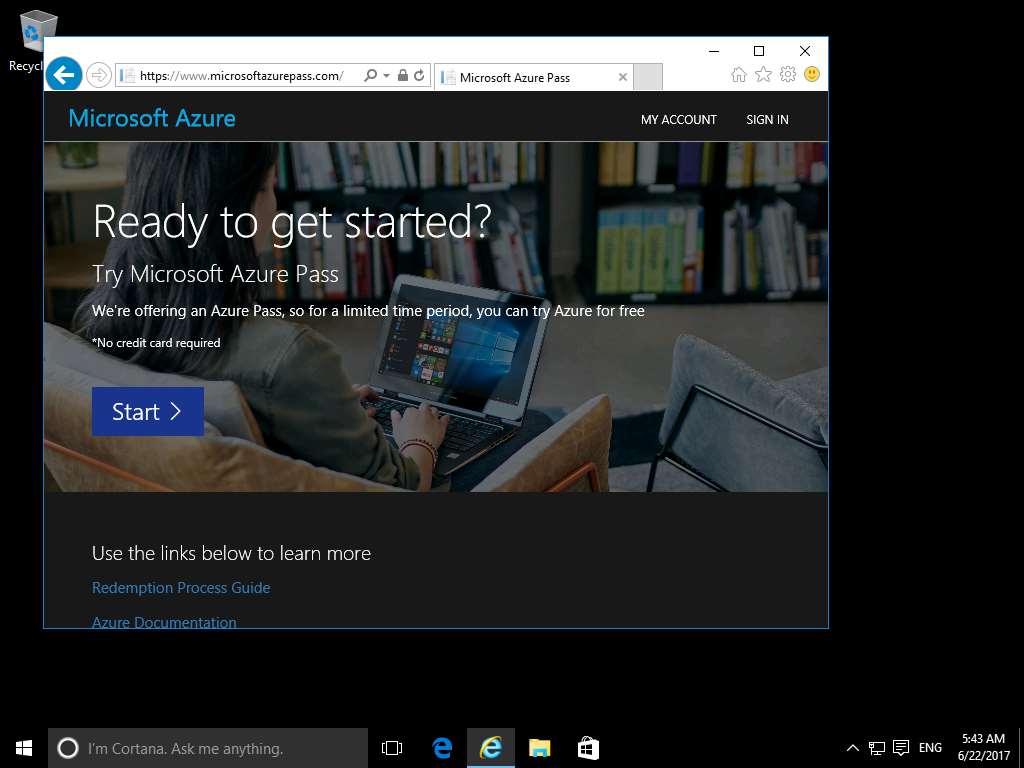 Recycl
https://www.microsoftazurepass.com/
Microsoft Azure Pass
Microsoft Azure
MY ACCOUNT
SIGN IN
Ready to get started?
Try Microsoft Azure Pass
We're offering an Azure Pass, so for a limited time period, you can try Azure for free
*No credit card required
Start
Use the links below to learn more
Redemption Process Guide
Azure Documentation
I'm Cortana. Ask me anything.
ENG
5:43 AM
6/22/2017